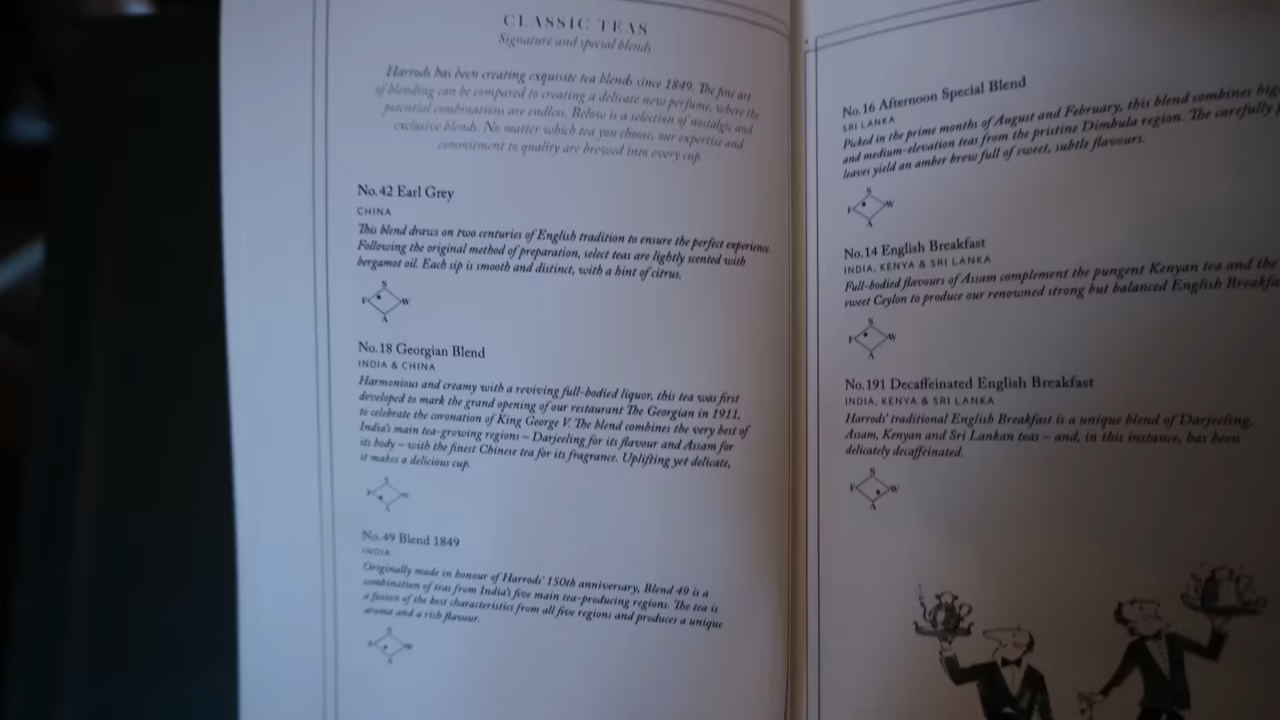 CLASSIC TEAS
Signature and special blends
Harrods has been creating exquisite tea blends since 1849. The fine art
of blending can be compared to creating a delicate new perfume, where the
potential combinations are endless. Below is a selection of nostalgic and
exclusive blends. No matter which tea you choose, our expertise and
commitment to quality are brewed into every cup.
No.42 Earl Grey
CHINA
This blend draws on two centuries of English tradition to ensure the perfect experience.
Following the original method of preparation, select teas are lightly scented with
bergamot oil. Each sip is smooth and distinct, with a hint of citrus.
S
F W
A
No.18 Georgian Blend
INDIA & CHINA
Harmonious and creamy with a reviving full-bodied liquor, this tea was first
developed to mark the grand opening of our restaurant The Georgian in 1911,
to celebrate the coronation of King George V. The blend combines the very best of
India's main tea-growing regions – Darjeeling for its flavour and Assam for
its body – with the finest Chinese tea for its fragrance. Uplifting yet delicate,
it makes a delicious cup.
S
F W
A
No.49 Blend 1849
INDIA
Originally made in honour of Harrods' 150th anniversary, Blend 49 is a
combination of teas from India's five main tea-producing regions. The tea is
a fusion of the best characteristics from all five regions and produces a unique
aroma and a rich flavour.
S
F W
A
No.16 Afternoon Special Blend
SRI LANKA
Picked in the prime months of August and February, this blend combines
and medium-elevation teas from the pristine Dimbula region. The carefully
leaves yield an amber brew full of sweet, subtle flavours.
S
F W
A
No.14 English Breakfast
INDIA, KENYA & SRI LANKA
Full-bodied flavours of Assam complement the pungent Kenyan tea and the
sweet Ceylon to produce our renowned strong but balanced English
S
F W
A
No.191 Decaffeinated English Breakfast
INDIA, KENYA & SRI LANKA
Harrods' traditional English Breakfast is a unique blend of Darjeeling,
Assam, Kenyan and Sri Lankan teas – and, in this instance, has been
delicately decaffeinated.
S
F W
A